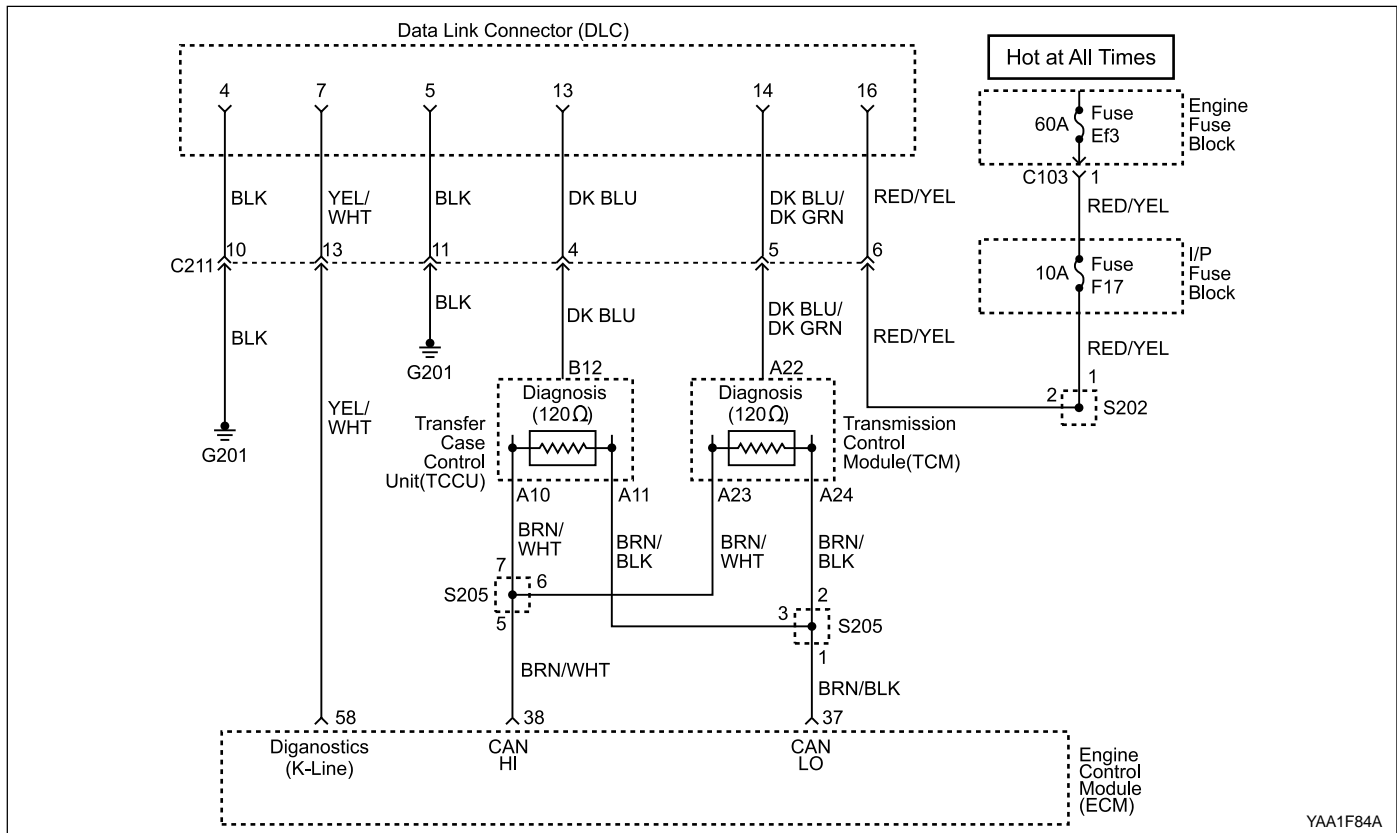 Data Link Connector (DLC)
Hot at All Times
4 7 5 13 14 16
60A Fuse Ef3
Engine
Fuse
Block
C103 1
BLK YEL/
WHT BLK DK BLU DK BLU/
DK GRN RED/YEL
RED/YEL
C211 10 13 11 4 5 6
10A Fuse F17
I/P
Fuse
Block
BLK
BLK
DK BLU
DK BLU/
DK GRN
RED/YEL
RED/YEL
G201
G201
YEL/
WHT
B12 A22
1
2 S202
Diagnosis
(120Ω)
Diagnosis
(120Ω)
Transfer
Case
Control
Unit(TCCU)
Transmission
Control
Module(TCM)
A10 A11 A23 A24
BRN/
WHT
BRN/
BLK
BRN/
WHT
BRN/
BLK
7
6
S205
5
2
3
S205
1
BRN/WHT
BRN/BLK
58 38 37
Diganostics
(K-Line)
CAN
HI
CAN
LO
Engine
Control
Module
(ECM)
YAA1F84A